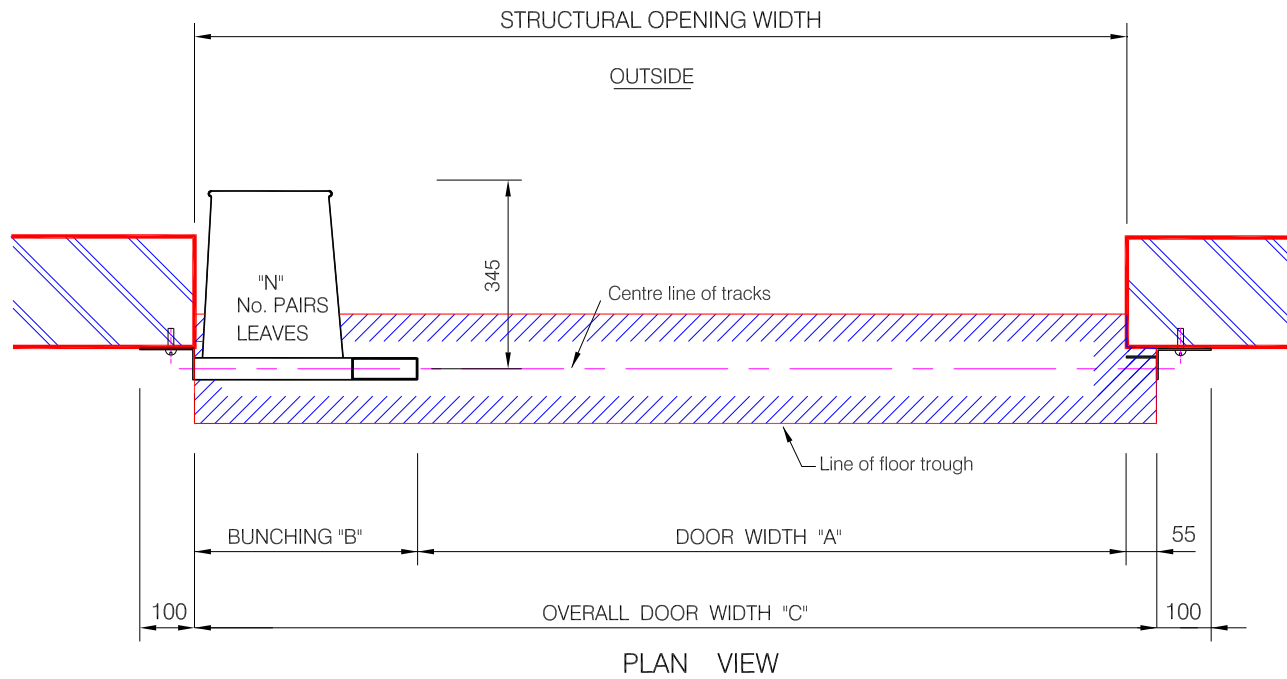 STRUCTURAL OPENING WIDTH
OUTSIDE
345
"N"
No. PAIRS
LEAVES
Centre line of tracks
Line of floor trough
BUNCHING "B"
DOOR WIDTH "A"
55
100
OVERALL DOOR WIDTH "C"
100
PLAN VIEW